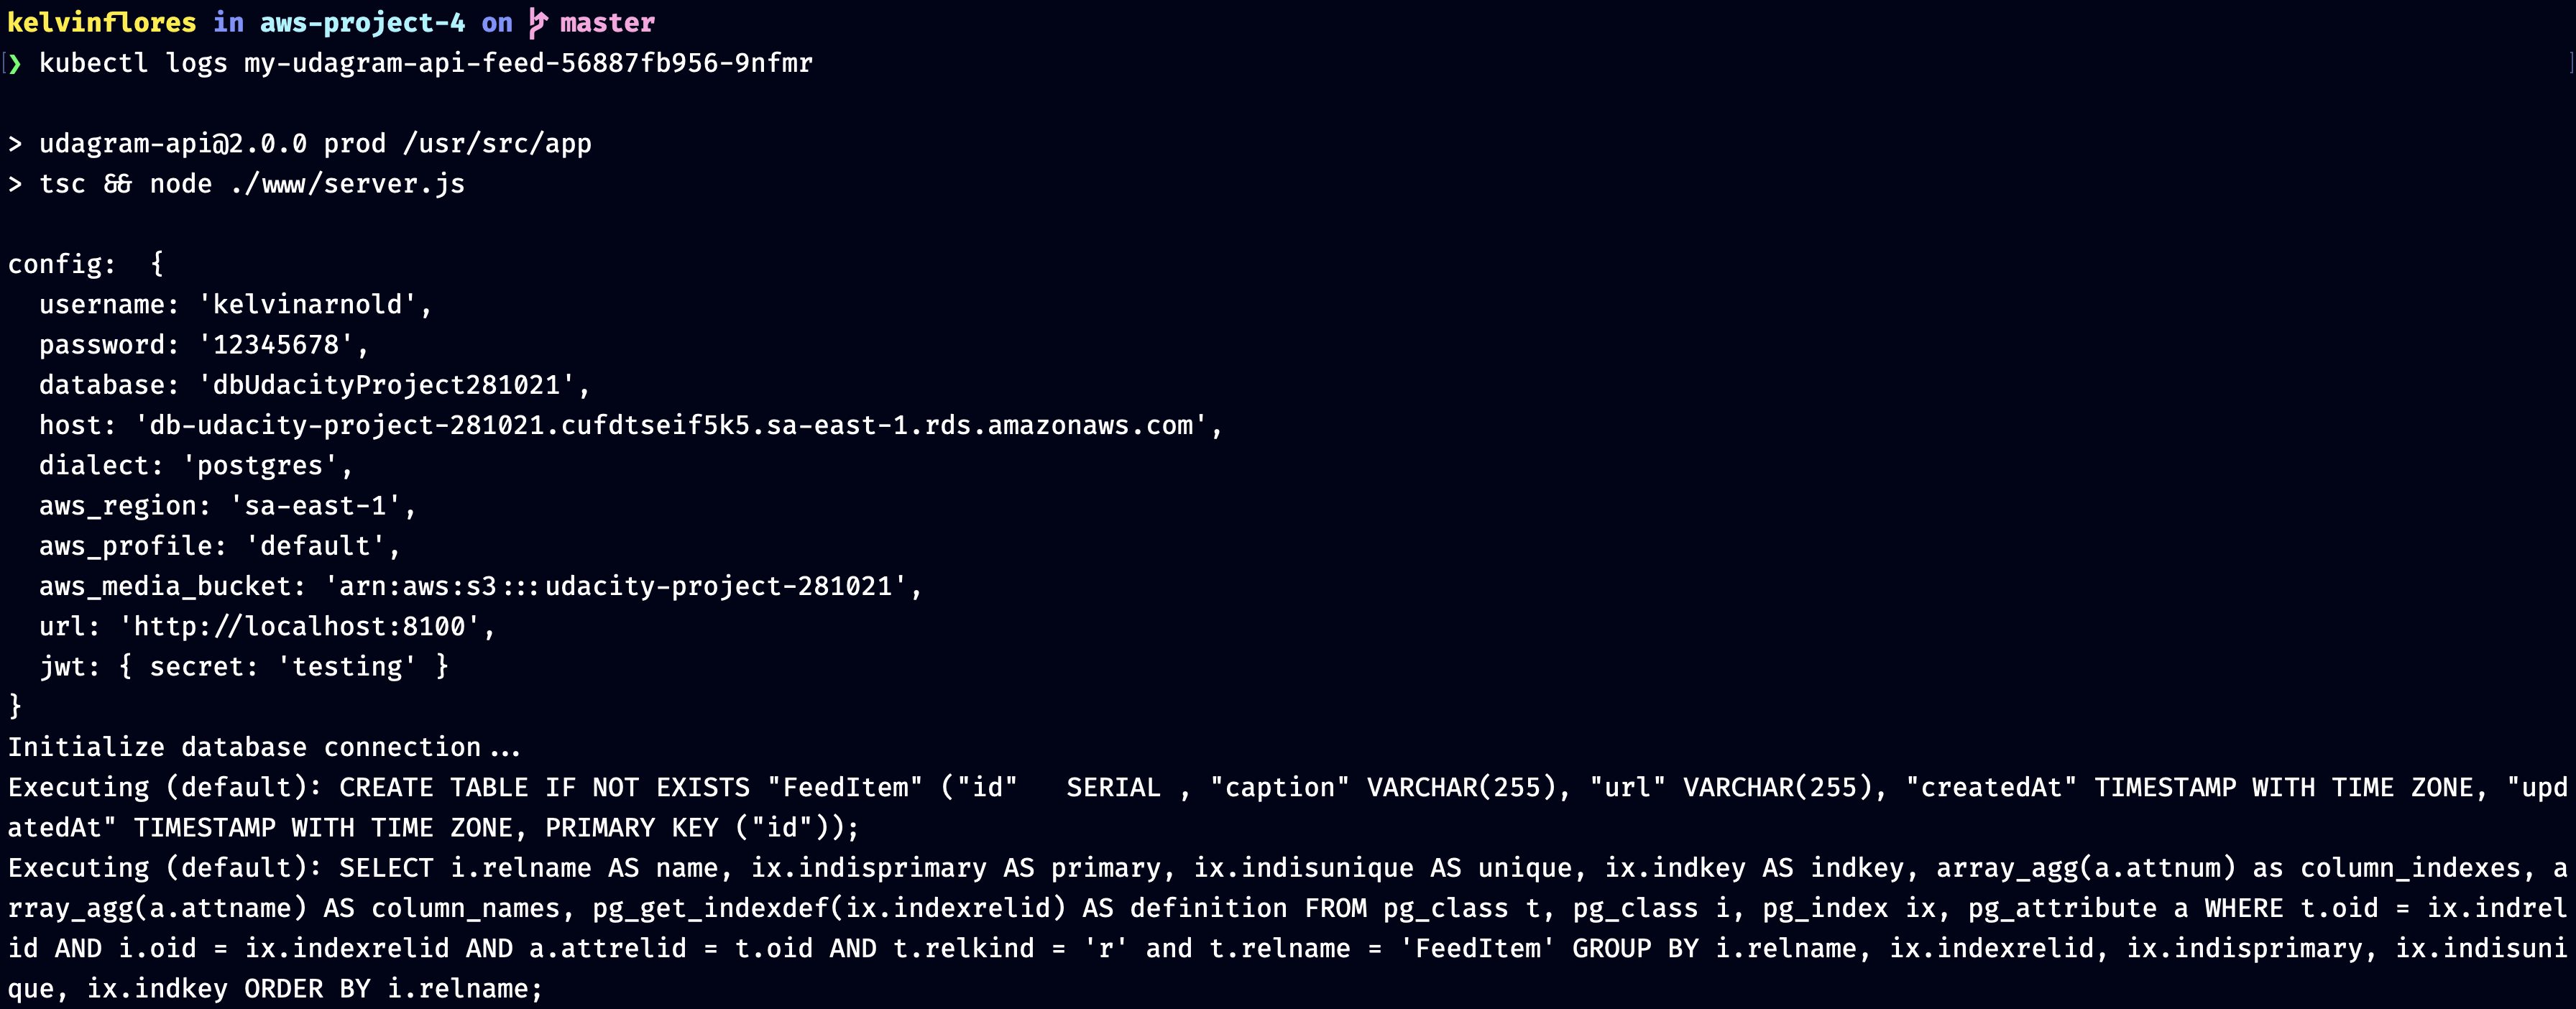 kelvinflores in aws-project-4 on master
❯ kubectl logs my-udagram-api-feed-56887fb956-9nfmr
> udagram-api@2.0.0 prod /usr/src/app
> tsc && node ./www/server.js
config:  {
  username: 'kelvinarnold',
  password: '12345678',
  database: 'dbUdacityProject281021',
  host: 'db-udacity-project-281021.cufdtseif5k5.sa-east-1.rds.amazonaws.com',
  dialect: 'postgres',
  aws_region: 'sa-east-1',
  aws_profile: 'default',
  aws_media_bucket: 'arn:aws:s3:::udacity-project-281021',
  url: 'http://localhost:8100',
  jwt: { secret: 'testing' }
}
Initialize database connection...
Executing (default): CREATE TABLE IF NOT EXISTS "FeedItem" ("id"   SERIAL , "caption" VARCHAR(255), "url" VARCHAR(255), "createdAt" TIMESTAMP WITH TIME ZONE, "upd
atedAt" TIMESTAMP WITH TIME ZONE, PRIMARY KEY ("id"));
Executing (default): SELECT i.relname AS name, ix.indisprimary AS primary, ix.indisunique AS unique, ix.indkey AS indkey, array_agg(a.attnum) as column_indexes, a
rray_agg(a.attname) AS column_names, pg_get_indexdef(ix.indexrelid) AS definition FROM pg_class t, pg_class i, pg_index ix, pg_attribute a WHERE t.oid = ix.indrel
id AND i.oid = ix.indexrelid AND a.attrelid = t.oid AND t.relkind = 'r' and t.relname = 'FeedItem' GROUP BY i.relname, ix.indexrelid, ix.indisprimary, ix.indisuni
que, ix.indkey ORDER BY i.relname;